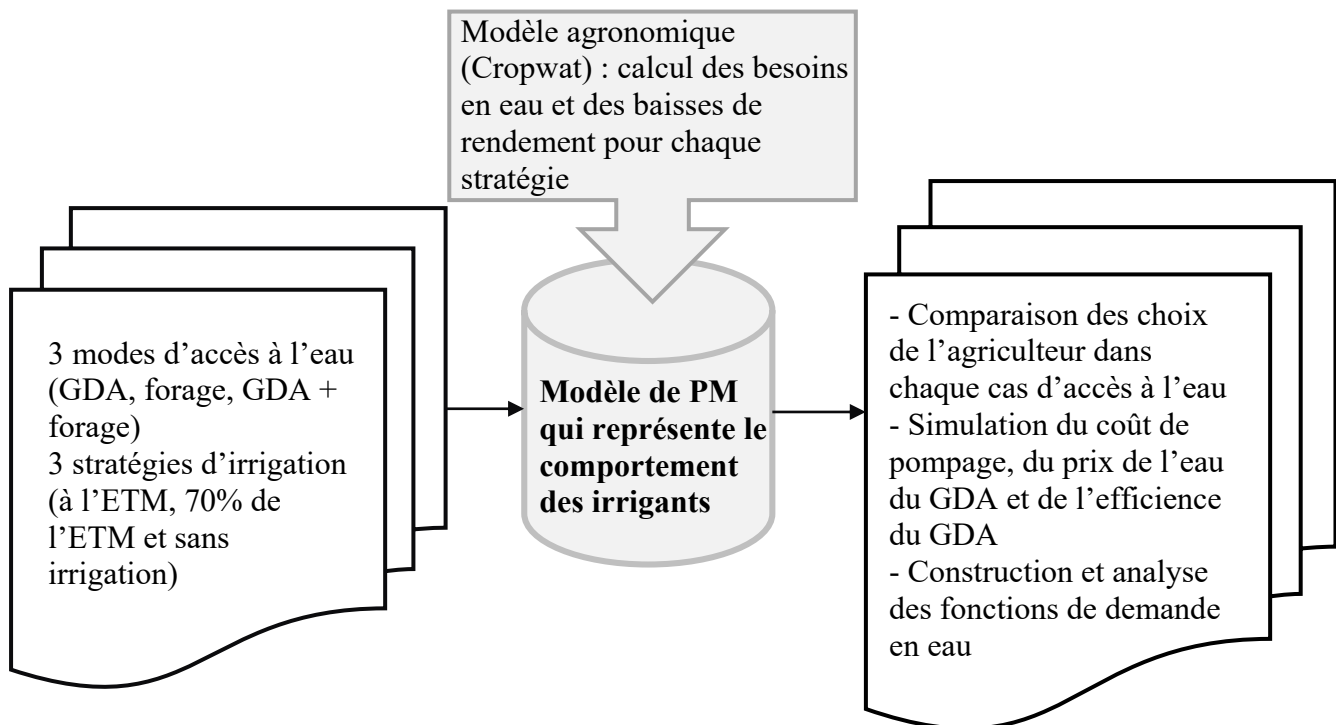 Modèle agronomique
(Cropwat) : calcul des besoins
en eau et des baisses de
rendement pour chaque
stratégie
3 modes d’accès à l’eau
(GDA, forage, GDA +
forage)
3 stratégies d’irrigation
(à l’ETM, 70% de
l’ETM et sans
irrigation)
Modèle de PM
qui représente le
comportement
des irrigants
- Comparaison des choix
de l’agriculteur dans
chaque cas d’accès à l’eau
- Simulation du coût de
pompage, du prix de l’eau
du GDA et de l’efficience
du GDA
- Construction et analyse
des fonctions de demande
en eau